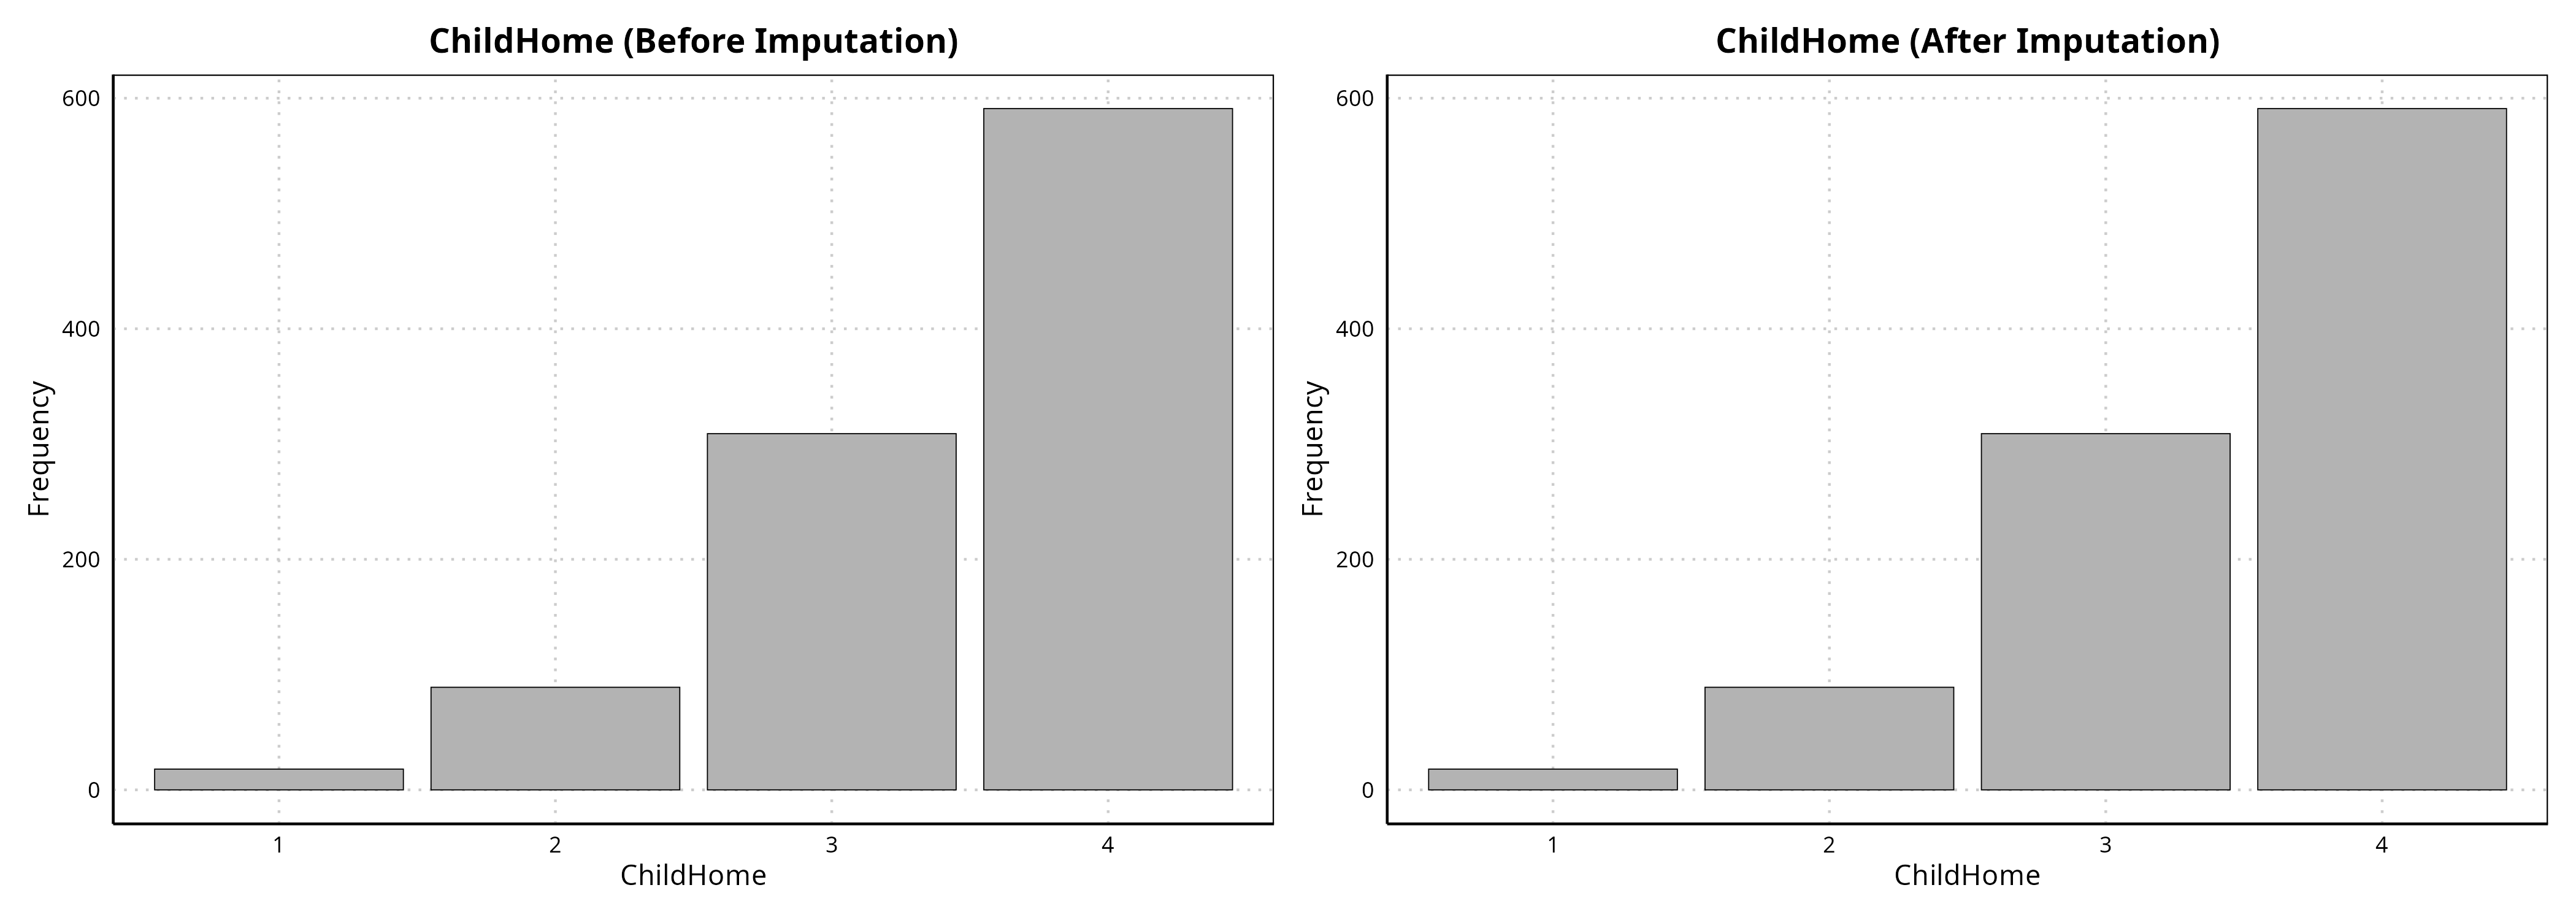 ChildHome (Before Imputation)
600
400
200
0
Frequency
1 2 3 4
ChildHome
ChildHome (After Imputation)
600
400
200
0
Frequency
1 2 3 4
ChildHome